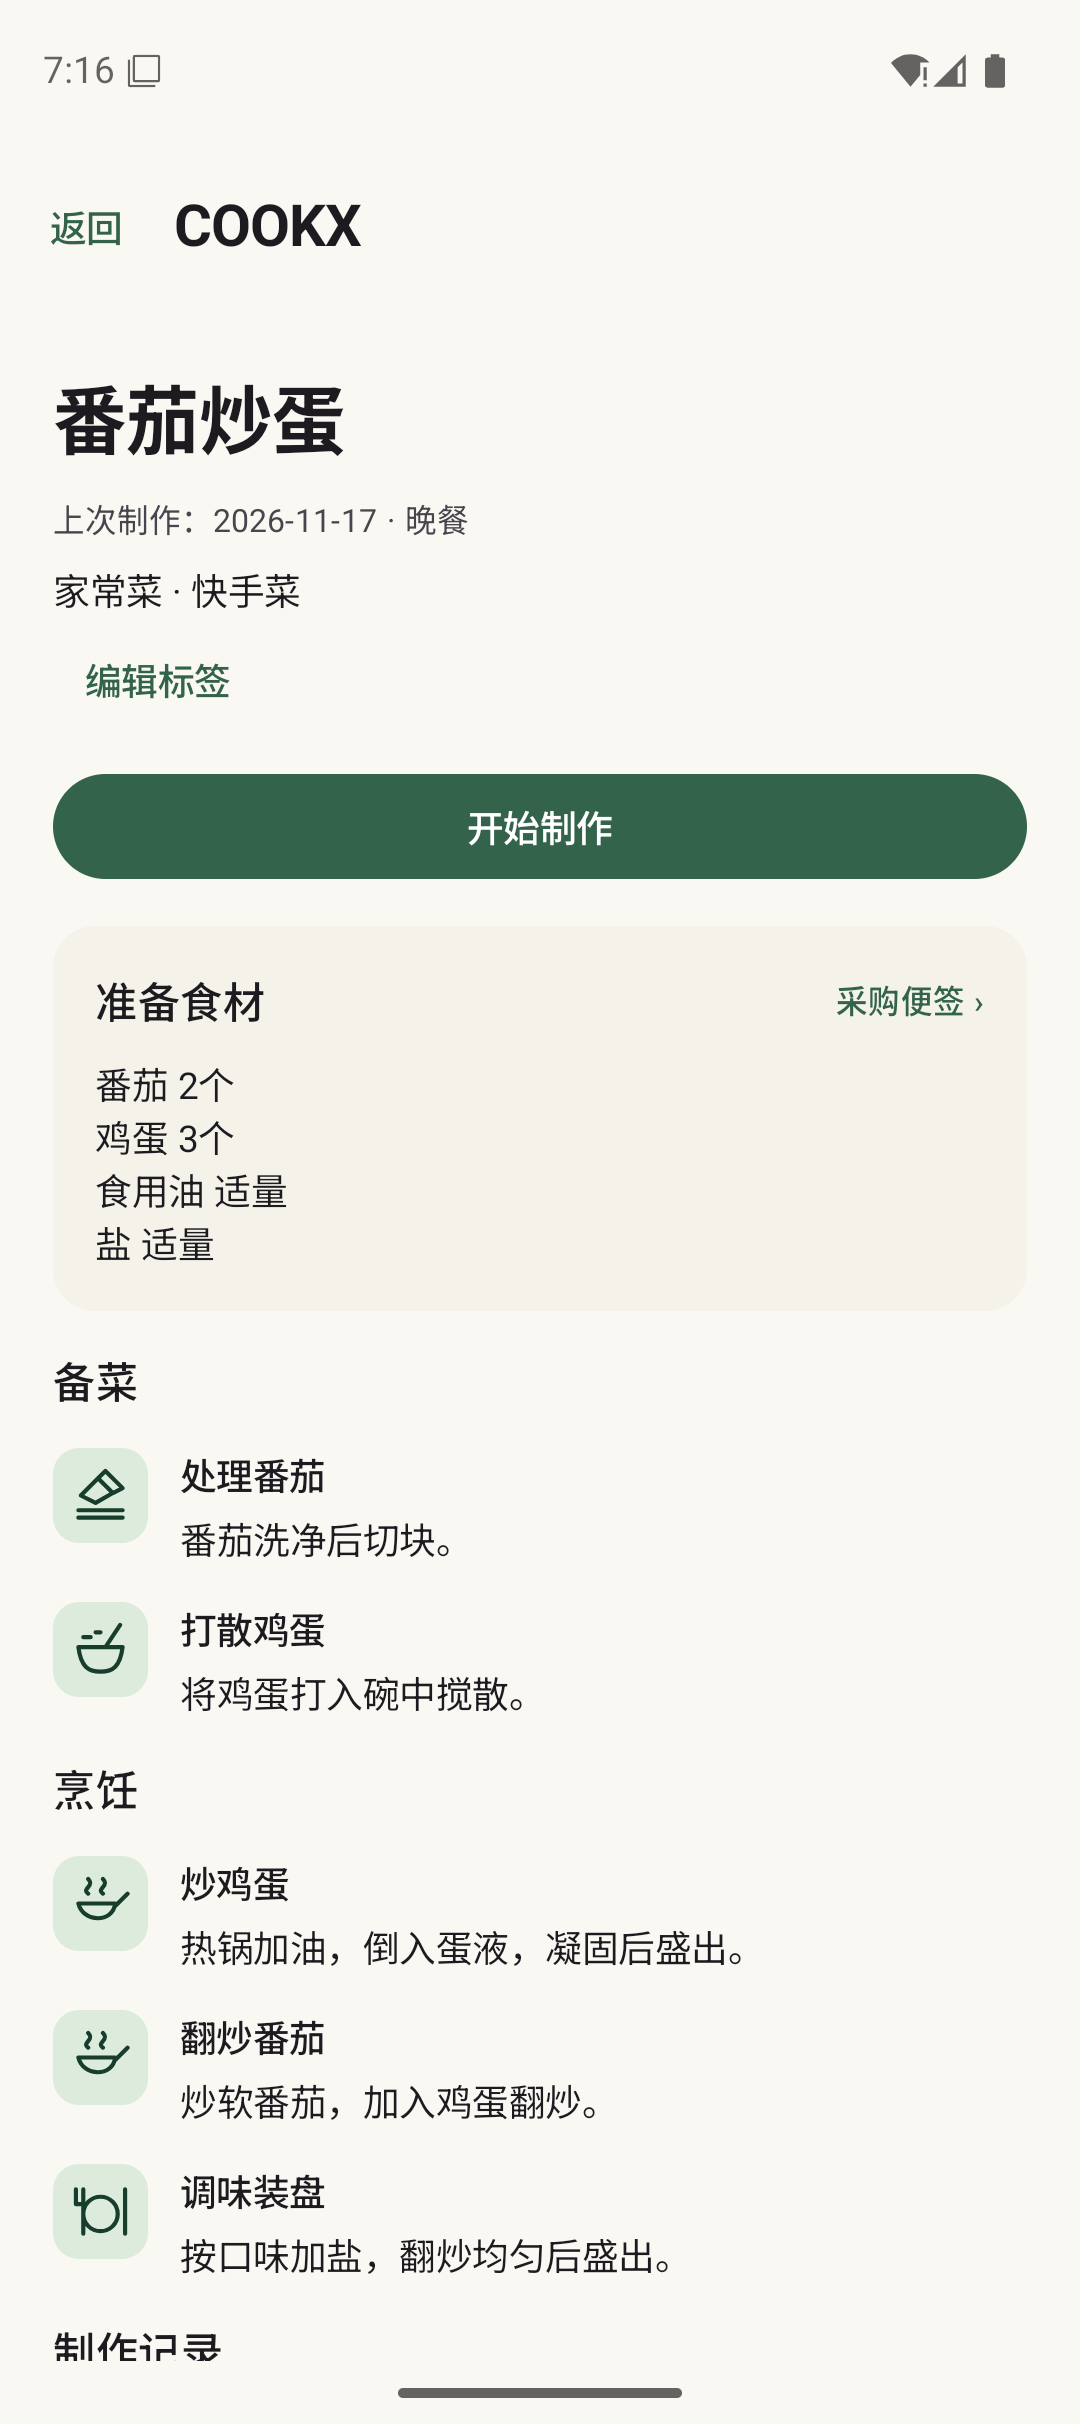 7:16
返回 COOKX
番茄炒蛋
上次制作：2026-11-17 · 晚餐
家常菜 · 快手菜
编辑标签
开始制作
准备食材 采购便签 ›
番茄 2个
鸡蛋 3个
食用油 适量
盐 适量
备菜
处理番茄
番茄洗净后切块。
打散鸡蛋
将鸡蛋打入碗中搅散。
烹饪
炒鸡蛋
热锅加油，倒入蛋液，凝固后盛出。
翻炒番茄
炒软番茄，加入鸡蛋翻炒。
调味装盘
按口味加盐，翻炒均匀后盛出。
制作记录